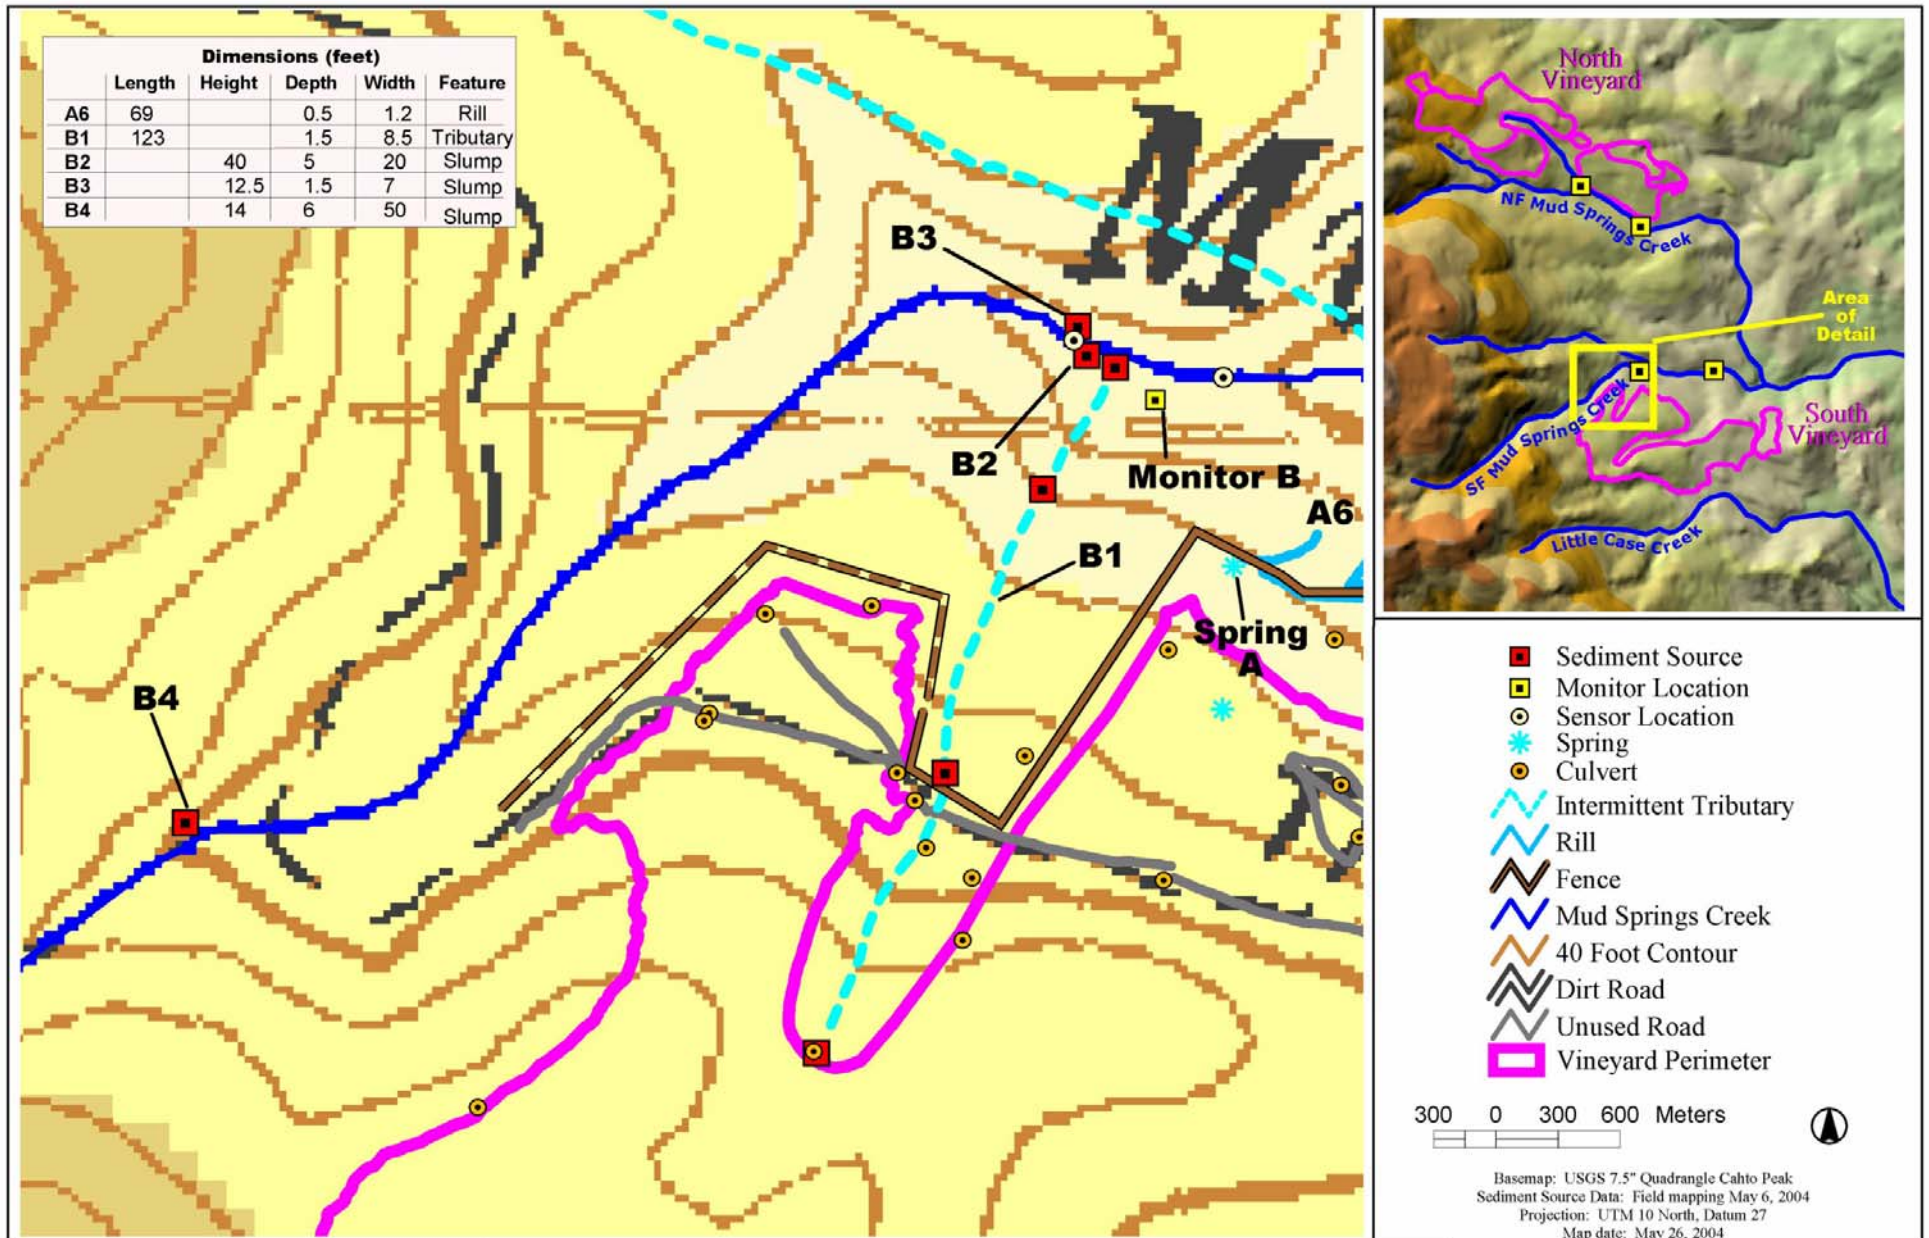 Dimensions (feet)
Length Height Depth Width Feature
A6 69 0.5 1.2 Rill
B1 123 1.5 8.5 Tributary
B2 40 5 20 Slump
B3 12.5 1.5 7 Slump
B4 14 6 50 Slump
B3
B2
Monitor B
A6
B1
Spring
A
B4
North
Vineyard
NF Mud Springs Creek
Area
of
Detail
SF Mud Springs Creek
South
Vineyard
Little Case Creek
Sediment Source
Monitor Location
Sensor Location
Spring
Culvert
Intermittent Tributary
Rill
Fence
Mud Springs Creek
40 Foot Contour
Dirt Road
Unused Road
Vineyard Perimeter
300 0 300 600 Meters
Basemap: USGS 7.5" Quadrangle Cahto Peak
Sediment Source Data: Field mapping May 6, 2004
Projection: UTM 10 North, Datum 27
Map date: May 26, 2004